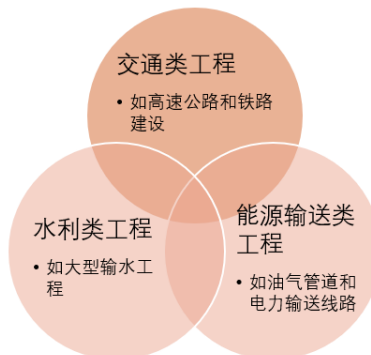 交通类工程
• 如高速公路和铁路
建设
水利类工程
• 如大型输水工
程
能源输送类
工程
• 如油气管道和
电力输送线路